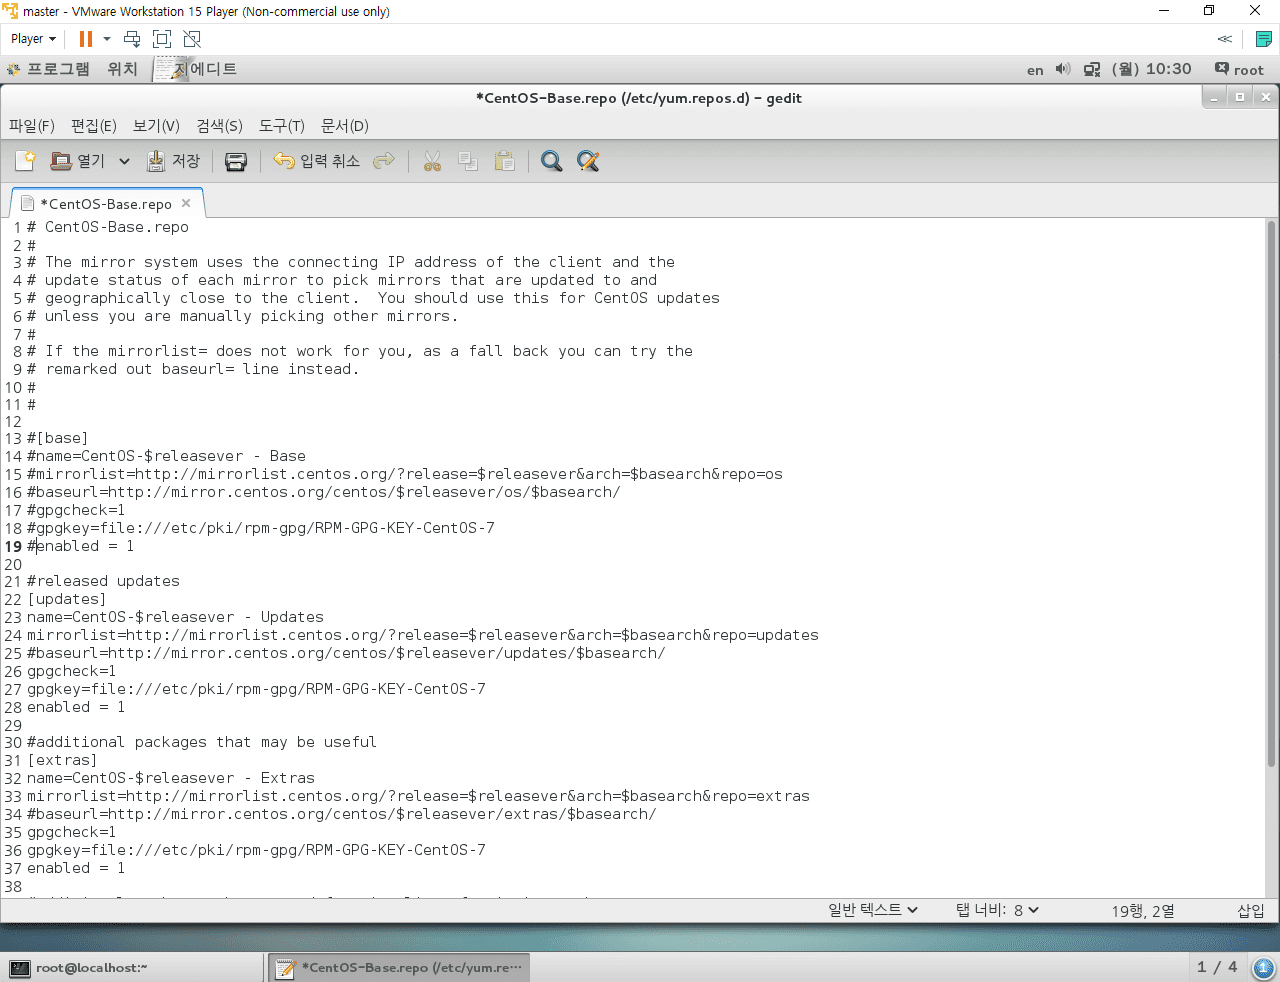 master - VMware Workstation 15 Player (Non-commercial use only)
Player
프로그램 위치 지에디트 en (월) 10:30 root
*CentOS-Base.repo (/etc/yum.repos.d) - gedit
파일(F) 편집(E) 보기(V) 검색(S) 도구(T) 문서(D)
열기 저장 입력 취소
*CentOS-Base.repo
1 # CentOS-Base.repo
2 #
3 # The mirror system uses the connecting IP address of the client and the
4 # update status of each mirror to pick mirrors that are updated to and
5 # geographically close to the client.  You should use this for CentOS updates
6 # unless you are manually picking other mirrors.
7 #
8 # If the mirrorlist= does not work for you, as a fall back you can try the
9 # remarked out baseurl= line instead.
10 #
11 #
12
13 #[base]
14 #name=CentOS-$releasever - Base
15 #mirrorlist=http://mirrorlist.centos.org/?release=$releasever&arch=$basearch&repo=os
16 #baseurl=http://mirror.centos.org/centos/$releasever/os/$basearch/
17 #gpgcheck=1
18 #gpgkey=file:///etc/pki/rpm-gpg/RPM-GPG-KEY-CentOS-7
19 #enabled = 1
20
21 #released updates
22 [updates]
23 name=CentOS-$releasever - Updates
24 mirrorlist=http://mirrorlist.centos.org/?release=$releasever&arch=$basearch&repo=updates
25 #baseurl=http://mirror.centos.org/centos/$releasever/updates/$basearch/
26 gpgcheck=1
27 gpgkey=file:///etc/pki/rpm-gpg/RPM-GPG-KEY-CentOS-7
28 enabled = 1
29
30 #additional packages that may be useful
31 [extras]
32 name=CentOS-$releasever - Extras
33 mirrorlist=http://mirrorlist.centos.org/?release=$releasever&arch=$basearch&repo=extras
34 #baseurl=http://mirror.centos.org/centos/$releasever/extras/$basearch/
35 gpgcheck=1
36 gpgkey=file:///etc/pki/rpm-gpg/RPM-GPG-KEY-CentOS-7
37 enabled = 1
38
일반 텍스트 탭 너비: 8 19행, 2열 삽입
root@localhost:~ *CentOS-Base.repo (/etc/yum.re··· 1 / 4 1